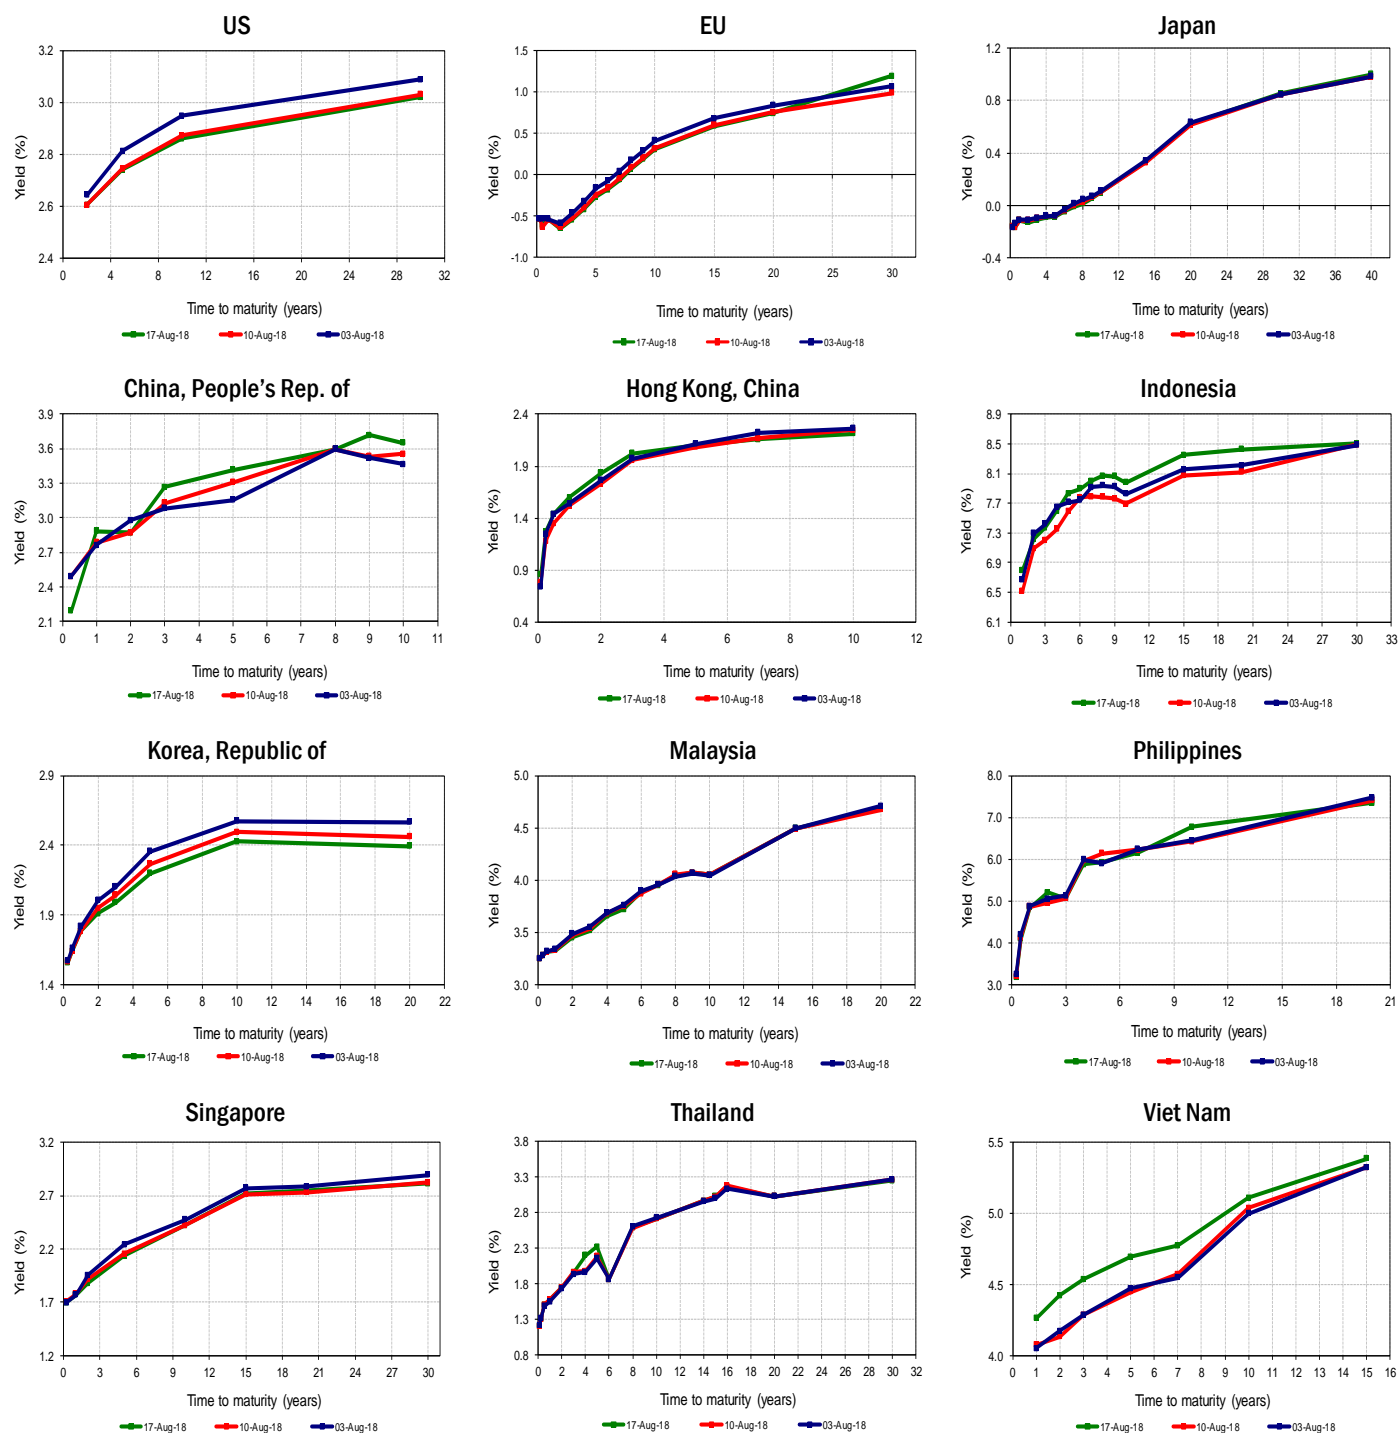 US
EU
Japan
Yield (%)
3.2
3.0
2.8
2.6
2.4
0 4 8 12 16 20 24 28 32
Time to maturity (years)
17-Aug-18 10-Aug-18 03-Aug-18
Yield (%)
1.5
1.0
0.5
0.0
-0.5
-1.0
0 5 10 15 20 25 30
Time to maturity (years)
17-Aug-18 10-Aug-18 03-Aug-18
Yield (%)
1.2
0.8
0.4
0.0
-0.4
0 4 8 12 16 20 24 28 32 36 40
Time to maturity (years)
17-Aug-18 10-Aug-18 03-Aug-18
China, People’s Rep. of
Hong Kong, China
Indonesia
Yield (%)
3.9
3.6
3.3
3.0
2.7
2.4
2.1
0 1 2 3 4 5 6 7 8 9 10 11
Time to maturity (years)
17-Aug-18 10-Aug-18 03-Aug-18
Yield (%)
2.4
1.9
1.4
0.9
0.4
0 2 4 6 8 10 12
Time to maturity (years)
17-Aug-18 10-Aug-18 03-Aug-18
Yield (%)
8.9
8.5
8.1
7.7
7.3
6.9
6.5
6.1
0 3 6 9 12 15 18 21 24 27 30 33
Time to maturity (years)
17-Aug-18 10-Aug-18 03-Aug-18
Korea, Republic of
Malaysia
Philippines
Yield (%)
2.9
2.4
1.9
1.4
0 2 4 6 8 10 12 14 16 18 20 22
Time to maturity (years)
17-Aug-18 10-Aug-18 03-Aug-18
Yield (%)
5.0
4.5
4.0
3.5
3.0
0 2 4 6 8 10 12 14 16 18 20 22
Time to maturity (years)
17-Aug-18 10-Aug-18 03-Aug-18
Yield (%)
8.0
7.0
6.0
5.0
4.0
3.0
0 3 6 9 12 15 18 21
Time to maturity (years)
17-Aug-18 10-Aug-18 03-Aug-18
Singapore
Thailand
Viet Nam
Yield (%)
3.2
2.7
2.2
1.7
1.2
0 3 6 9 12 15 18 21 24 27 30
Time to maturity (years)
17-Aug-18 10-Aug-18 03-Aug-18
Yield (%)
3.8
3.3
2.8
2.3
1.8
1.3
0.8
0 2 4 6 8 10 12 14 16 18 20 22 24 26 28 30 32
Time to maturity (years)
17-Aug-18 10-Aug-18 03-Aug-18
Yield (%)
5.5
5.0
4.5
4.0
0 1 2 3 4 5 6 7 8 9 10 11 12 13 14 15 16
Time to maturity (years)
17-Aug-18 10-Aug-18 03-Aug-18